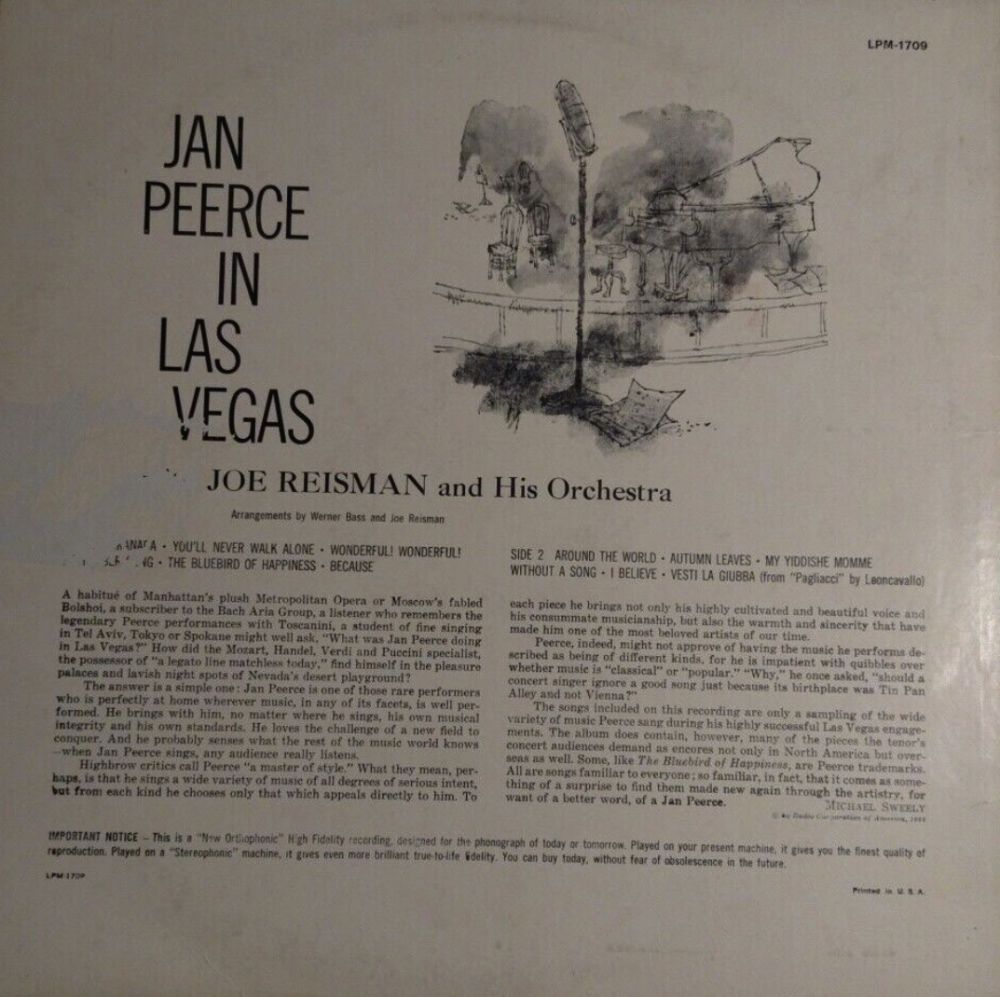 LPM-1709
JAN
PEERCE
IN
LAS
VEGAS
JOE REISMAN and His Orchestra
Arrangements by Werner Bass and Joe Reisman
· YOU'LL NEVER WALK ALONE · WONDERFUL! WONDERFUL!
· THE BLUEBIRD OF HAPPINESS · BECAUSE
SIDE 2 AROUND THE WORLD · AUTUMN LEAVES · MY YIDDISHE MOMME
WITHOUT A SONG · I BELIEVE · VESTI LA GIUBBA (from "Pagliacci" by Leoncavallo)
A habitué of Manhattan's plush Metropolitan Opera or Moscow's fabled
Bolshoi, a subscriber to the Bach Aria Group, a listener who remembers the
legendary Peerce performances with Toscanini, a student of fine singing
in Tel Aviv, Tokyo or Spokane might well ask, "What was Jan Peerce doing
in Las Vegas?" How did the Mozart, Handel, Verdi and Puccini specialist,
the possessor of "a legato line matchless today," find himself in the pleasure
palaces and lavish night spots of Nevada's desert playground?
The answer is a simple one: Jan Peerce is one of those rare performers
who is perfectly at home wherever music, in any of its facets, is well per-
formed. He brings with him, no matter where he sings, his own musical
integrity and his own standards. He loves the challenge of a new field to
conquer. And he probably senses what the rest of the music world knows
—when Jan Peerce sings, any audience really listens.
Highbrow critics call Peerce "a master of style." What they mean, per-
haps, is that he sings a wide variety of music of all degrees of serious intent,
but from each kind he chooses only that which appeals directly to him. To
each piece he brings not only his highly cultivated and beautiful voice and
his consummate musicianship, but also the warmth and sincerity that have
made him one of the most beloved artists of our time.
Peerce, indeed, might not approve of having the music he performs de-
scribed as being of different kinds, for he is impatient with quibbles over
whether music is "classical" or "popular." "Why," he once asked, "should a
concert singer ignore a good song just because its birthplace was Tin Pan
Alley and not Vienna?"
The songs included on this recording are only a sampling of the wide
variety of music Peerce sang during his highly successful Las Vegas engage-
ments. The album does contain, however, many of the pieces the tenor's
concert audiences demand as encores not only in North America but over-
seas as well. Some, like The Bluebird of Happiness, are Peerce trademarks.
All are songs familiar to everyone; so familiar, in fact, that it comes as some-
thing of a surprise to find them made new again through the artistry, for
want of a better word, of a Jan Peerce.
MICHAEL SWEELY
© by Radio Corporation of America, 1958
IMPORTANT NOTICE – This is a "New Orthophonic" High Fidelity recording, designed for the phonograph of today or tomorrow. Played on your present machine, it gives you the finest quality of
reproduction. Played on a "Stereophonic" machine, it gives even more brilliant true-to-life fidelity. You can buy today, without fear of obsolescence in the future.
LPM-1709
Printed in U. S. A.